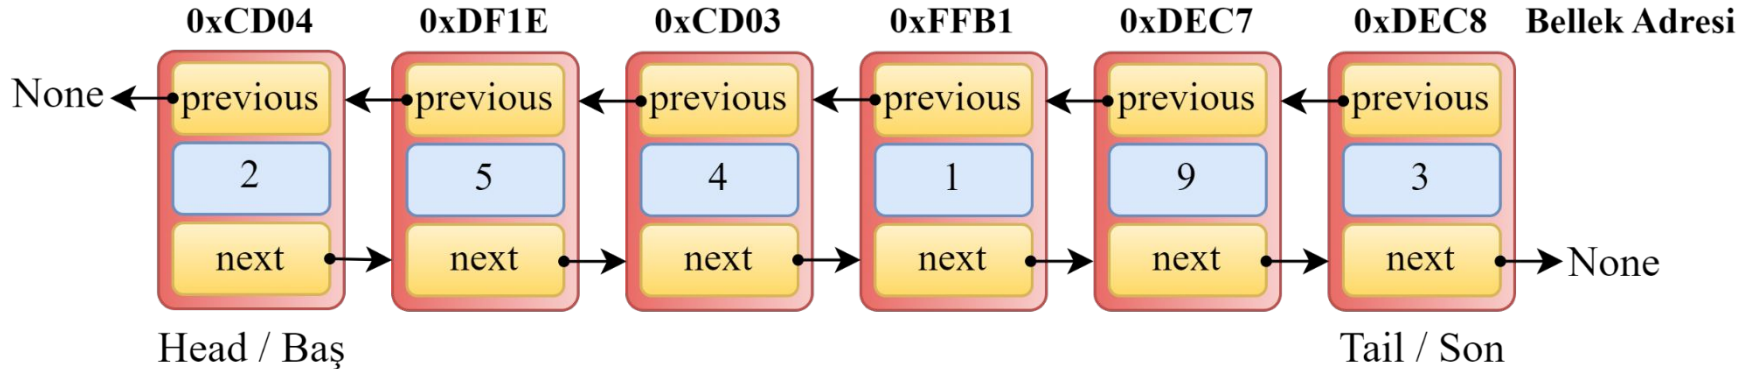 0xCD04 0xDF1E 0xCD03 0xFFB1 0xDEC7 0xDEC8 Bellek Adresi
None previous previous previous previous previous previous
2 5 4 1 9 3
next next next next next next None
Head / Baş Tail / Son